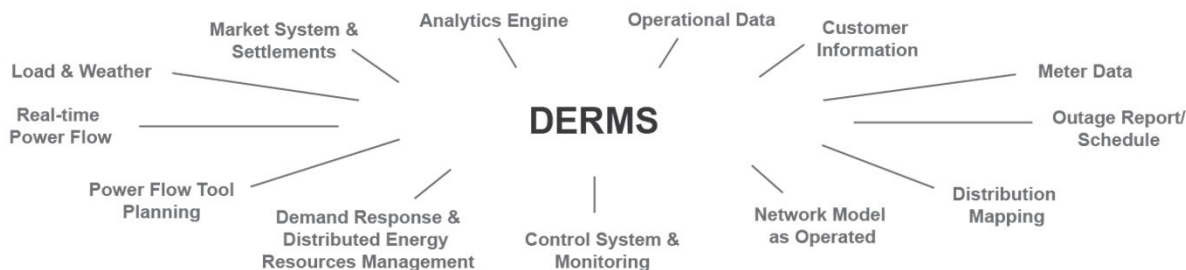 Analytics Engine
Operational Data
Market System &
Settlements
Customer
Information
Load & Weather
Meter Data
DERMS
Real-time
Power Flow
Outage Report/
Schedule
Power Flow Tool
Planning
Distribution
Mapping
Demand Response &
Distributed Energy
Resources Management
Control System &
Monitoring
Network Model
as Operated